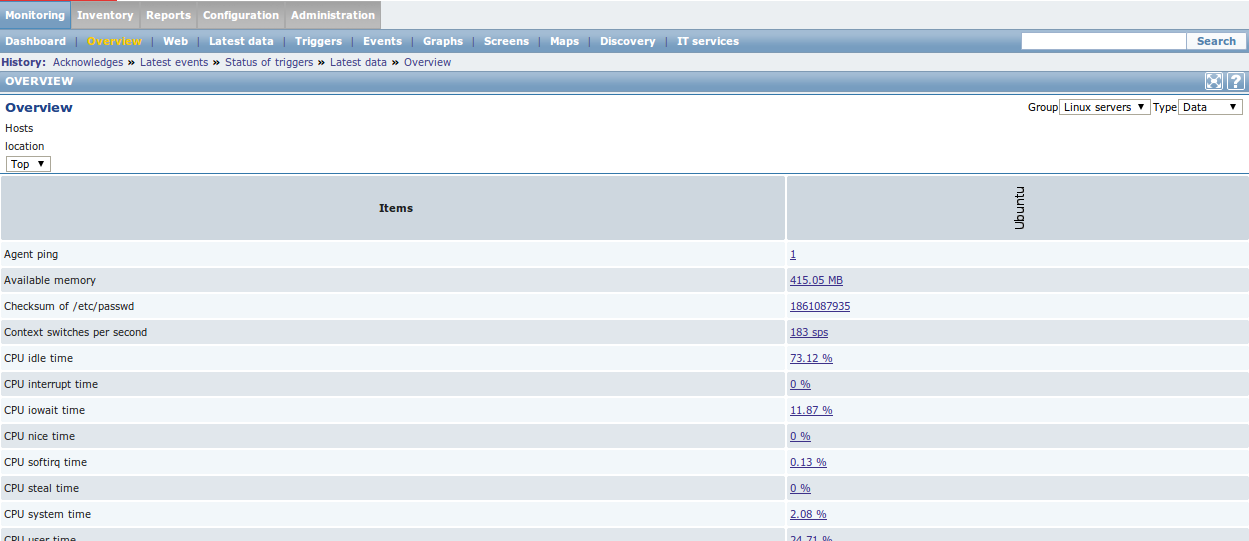 Monitoring Inventory Reports Configuration Administration
Dashboard | Overview | Web | Latest data | Triggers | Events | Graphs | Screens | Maps | Discovery | IT services Search
History: Acknowledges » Latest events » Status of triggers » Latest data » Overview
OVERVIEW ?
Overview Group Linux servers ▼ Type Data ▼
Hosts
location
Top ▼
Items Ubuntu
Agent ping 1
Available memory 415.05 MB
Checksum of /etc/passwd 1861087935
Context switches per second 183 sps
CPU idle time 73.12 %
CPU interrupt time 0 %
CPU iowait time 11.87 %
CPU nice time 0 %
CPU softirq time 0.13 %
CPU steal time 0 %
CPU system time 2.08 %
CPU user time 24.71 %